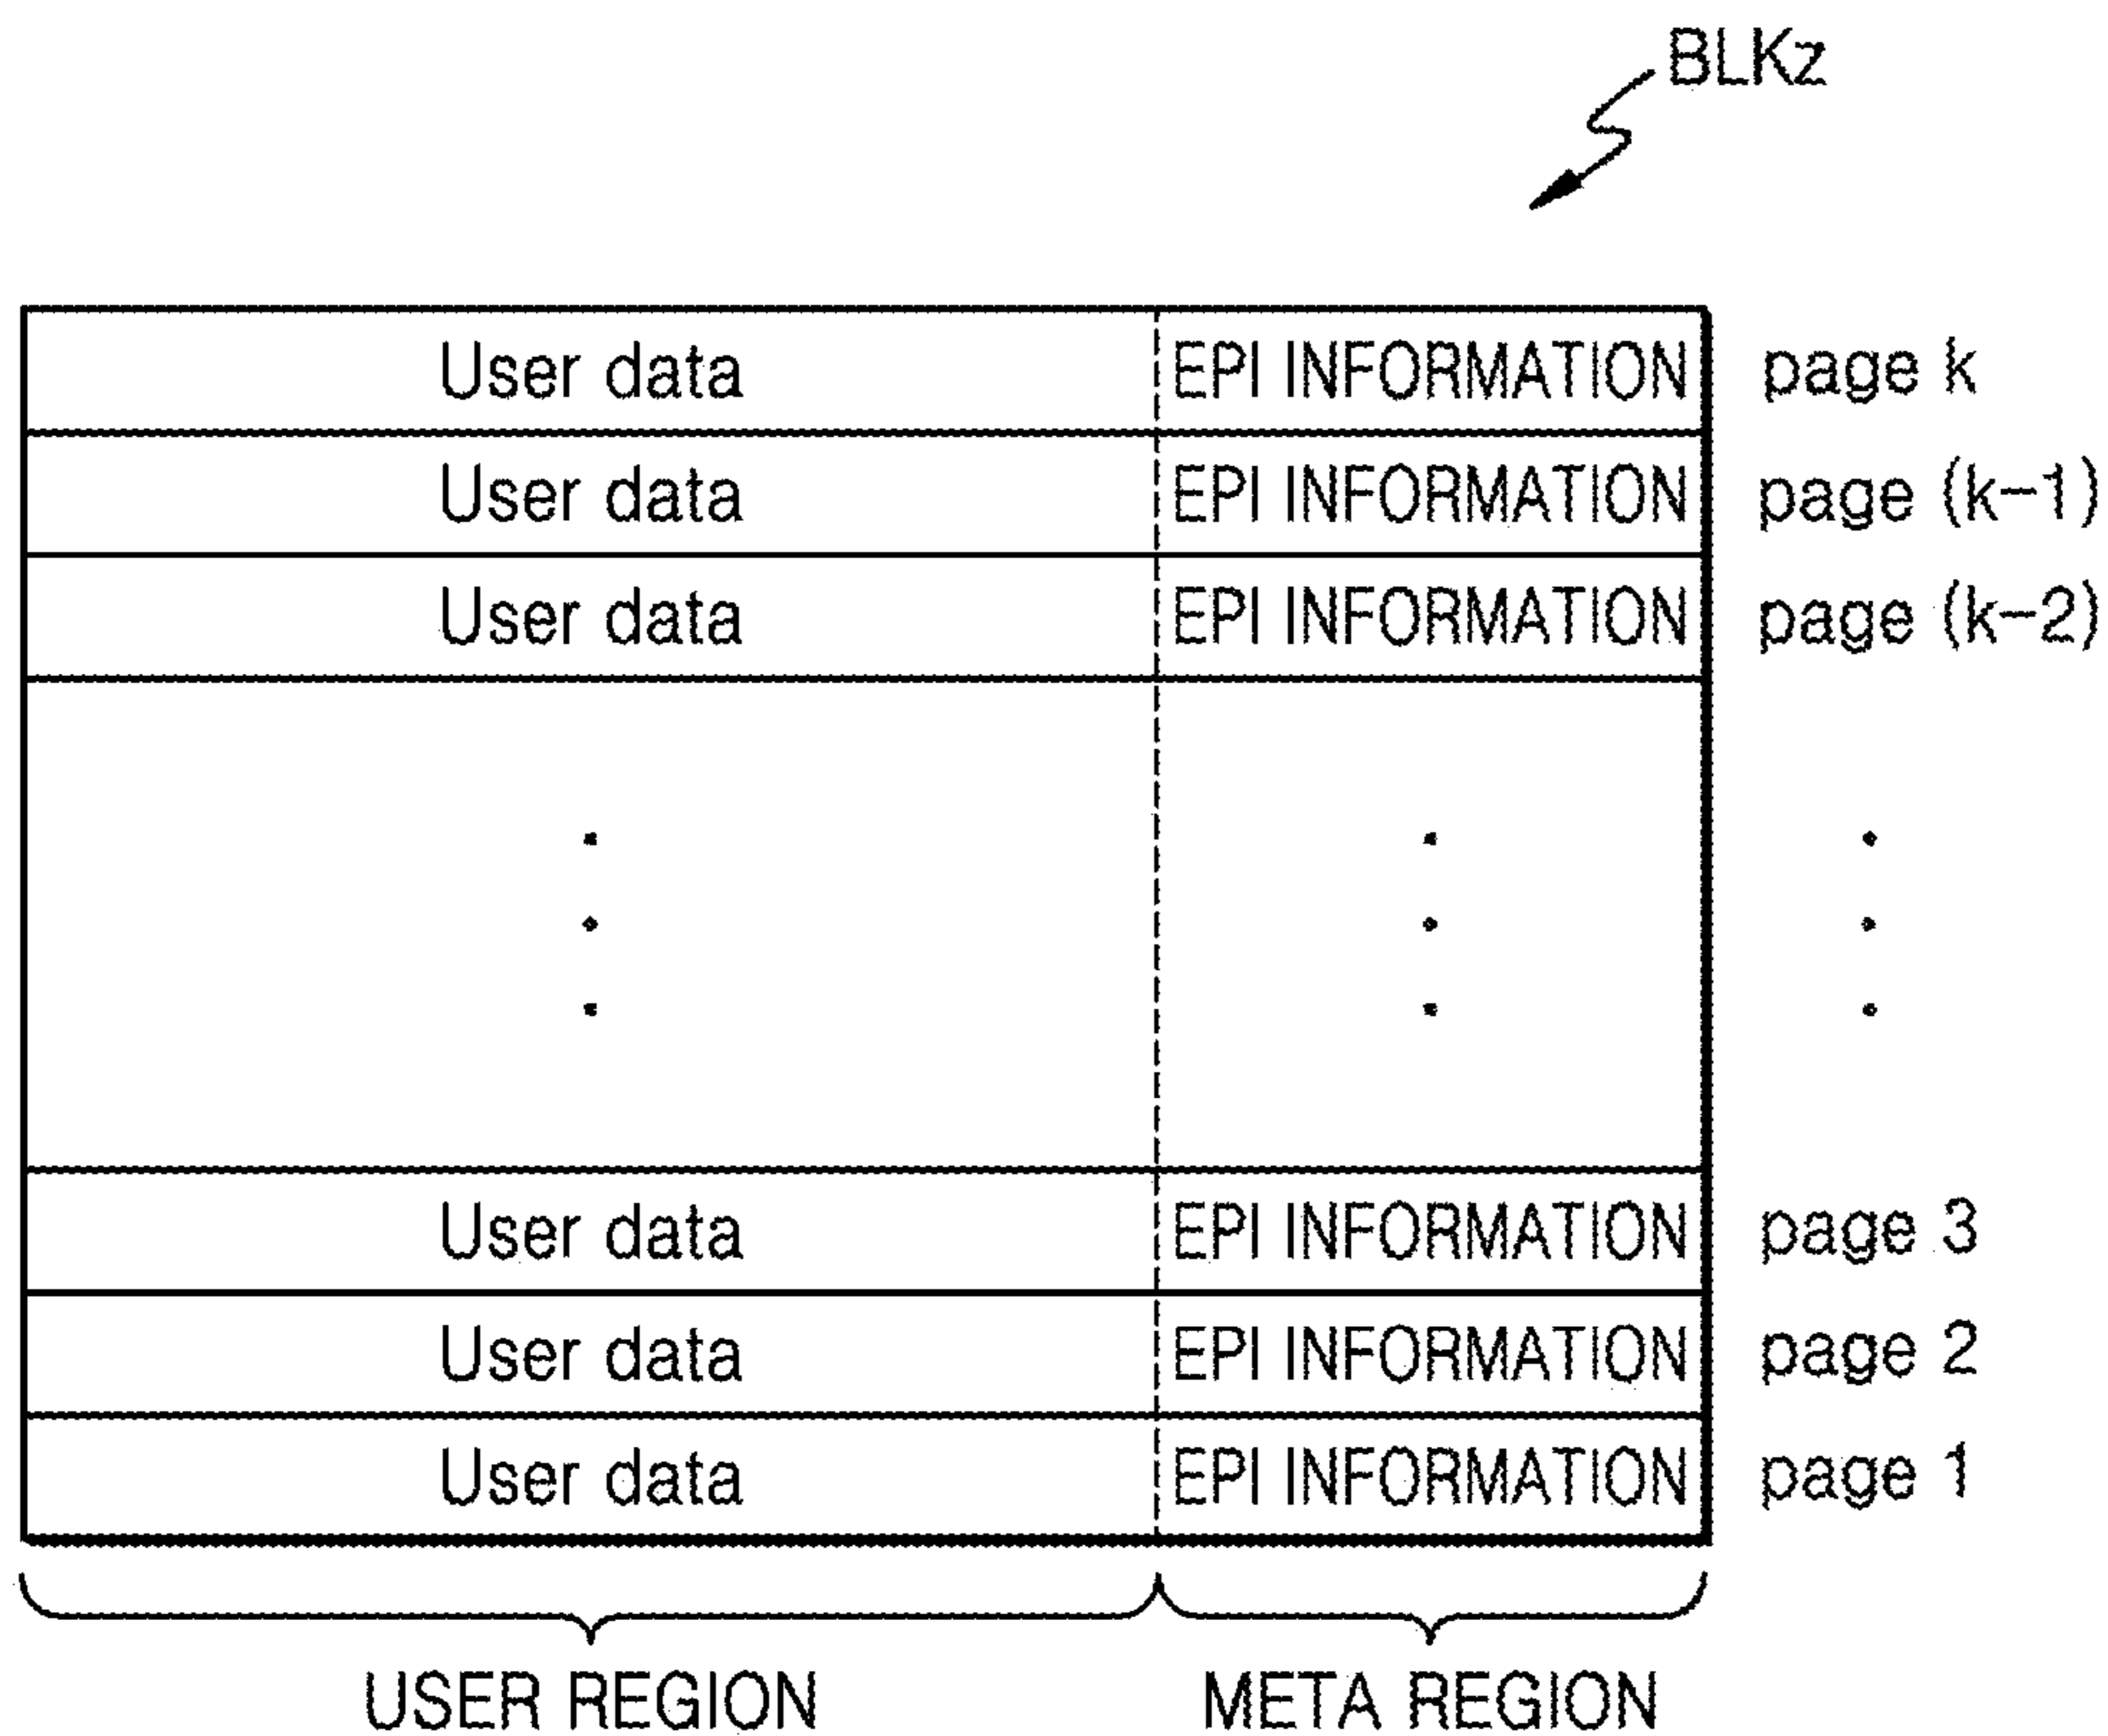 BLKz
User data EPI INFORMATION page k
User data EPI INFORMATION page (k-1)
User data EPI INFORMATION page (k-2)
User data EPI INFORMATION page 3
User data EPI INFORMATION page 2
User data EPI INFORMATION page 1
USER REGION META REGION